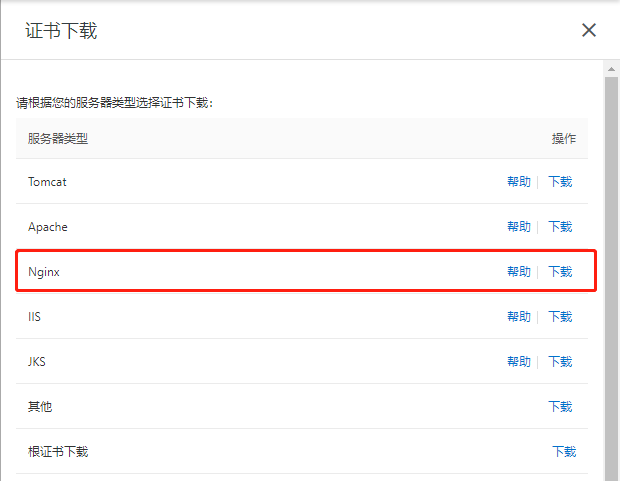 证书下载
请根据您的服务器类型选择证书下载：
服务器类型 操作
Tomcat 帮助 下载
Apache 帮助 下载
Nginx 帮助 下载
IIS 帮助 下载
JKS 帮助 下载
其他 下载
根证书下载 下载